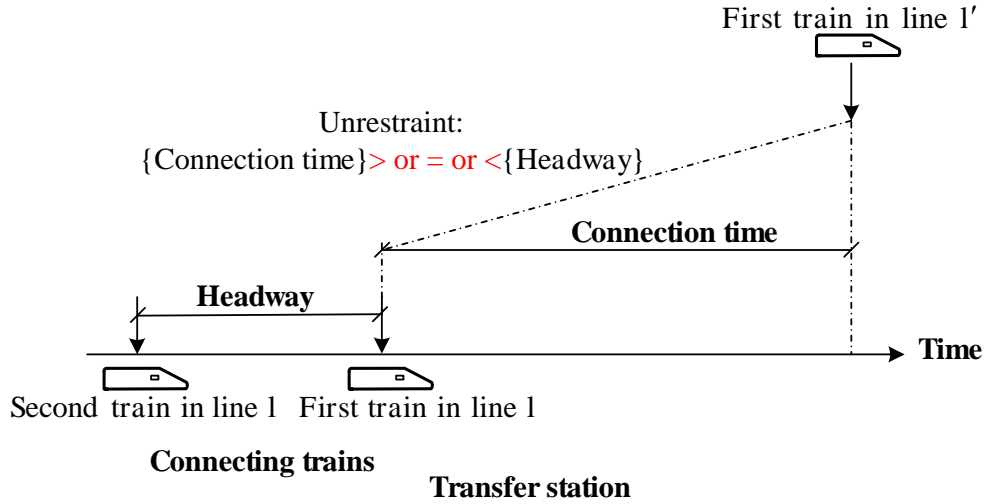 First train in line l′
Unrestraint:
{Connection time}> or = or <{Headway}
Connection time
Headway
Time
Second train in line l First train in line l
Connecting trains
Transfer station